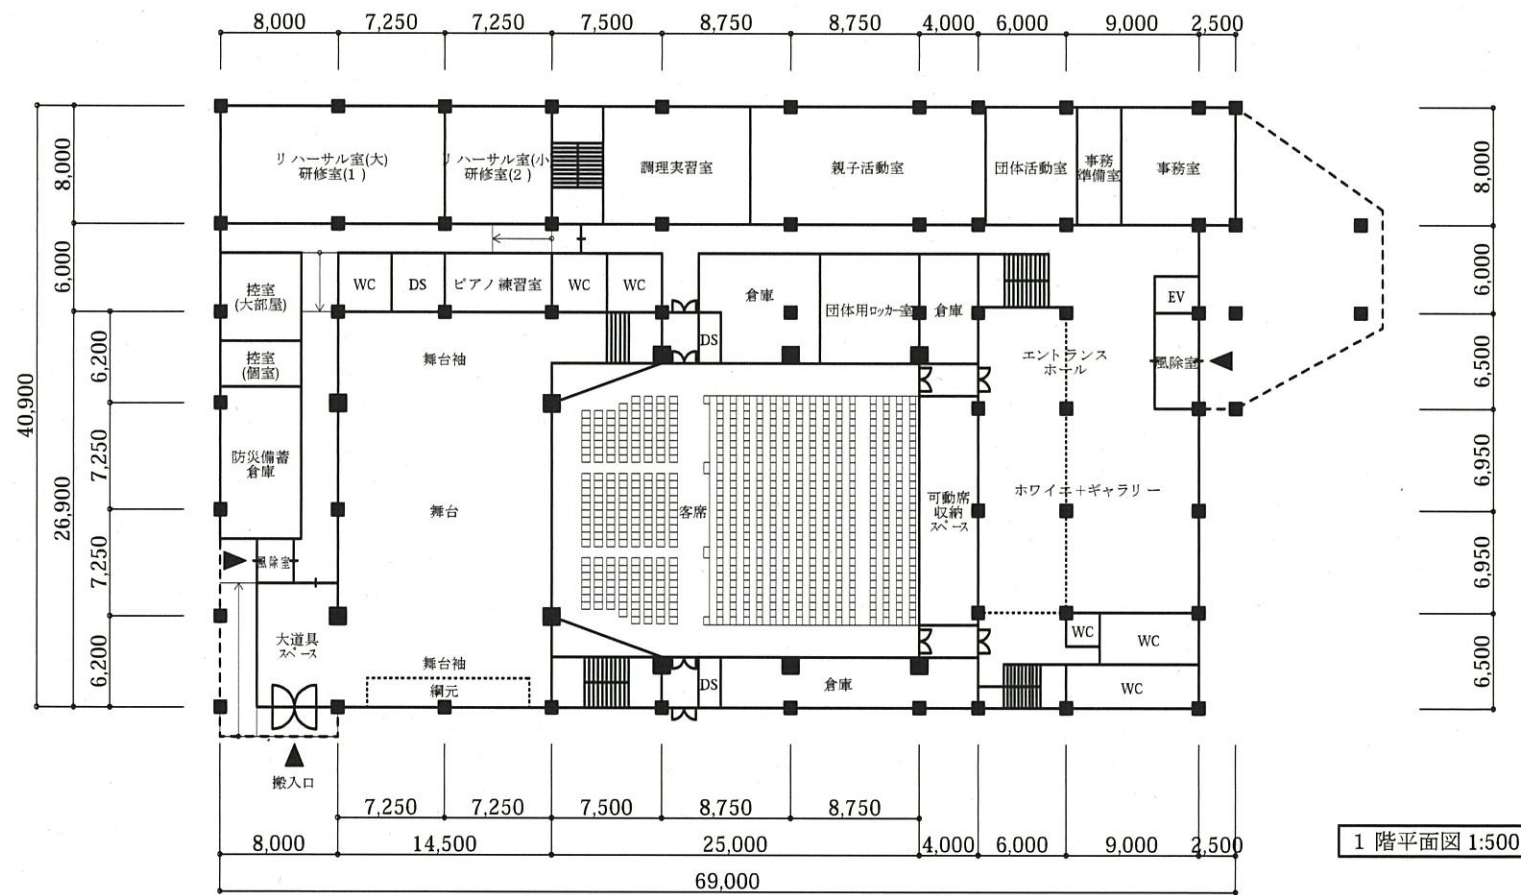 8,000 7,250 7,250 7,500 8,750 8,750 4,000 6,000 9,000 2,500
40,900
8,000
6,000
26,900
6,200
7,250
7,250
6,200
リハーサル室(大)
研修室(1)
リハーサル室(小
研修室(2)
調理実習室
親子活動室
団体活動室
事務
準備室
事務室
控室
(大部屋)
WC
DS
ピアノ練習室
WC
WC
倉庫
団体用ロッカー室
倉庫
EV
控室
(個室)
舞台袖
DS
エントランス
ホール
風除室
防災備蓄
倉庫
舞台
客席
可動席
収納
スペース
ホワイエ+ギャラリー
風除室
大道具
スペース
舞台袖
綱元
DS
倉庫
WC
WC
WC
搬入口
8,000
6,000
6,500
6,950
6,950
6,500
7,250 7,250 7,500 8,750 8,750
8,000 14,500 25,000 4,000 6,000 9,000 2,500
69,000
1 階平面図 1:500